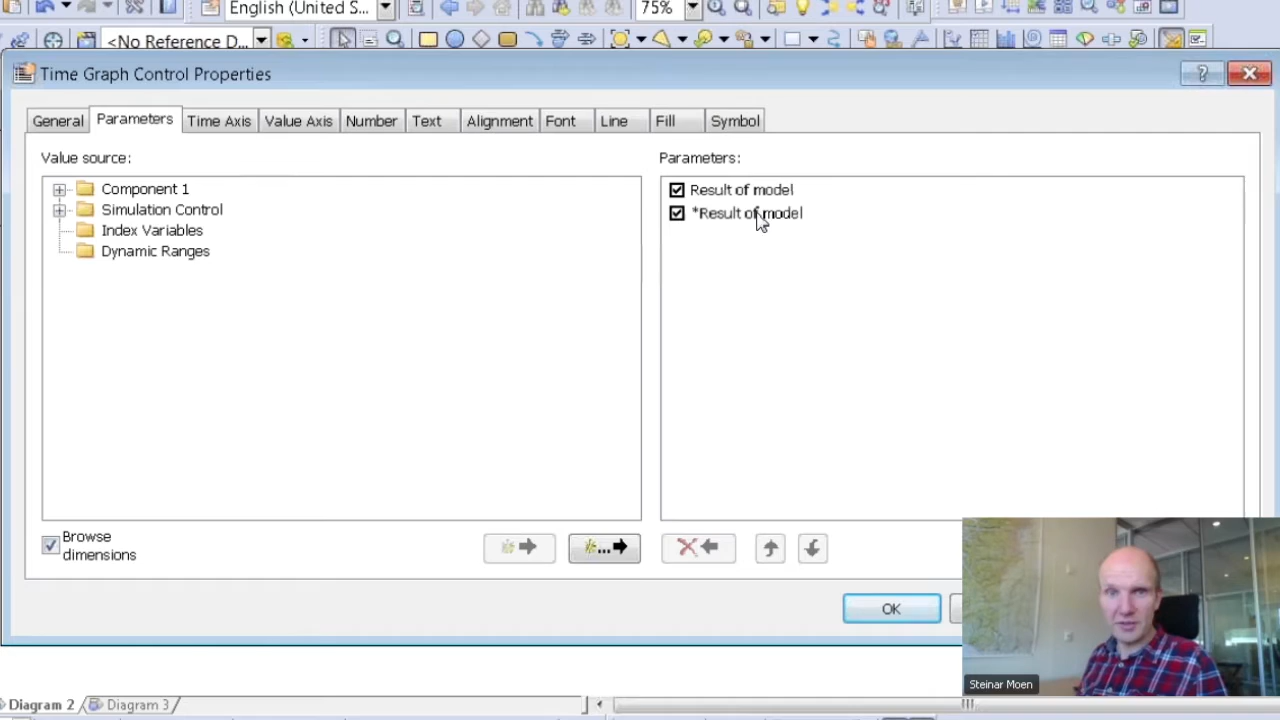 English (United S...
75%
<No Reference D...
Time Graph Control Properties
General
Parameters
Time Axis
Value Axis
Number
Text
Alignment
Font
Line
Fill
Symbol
Value source:
Parameters:
Component 1
Simulation Control
Index Variables
Dynamic Ranges
Result of model
*Result of model
Browse
dimensions
OK
Steinar Moen
Diagram 2
Diagram 3